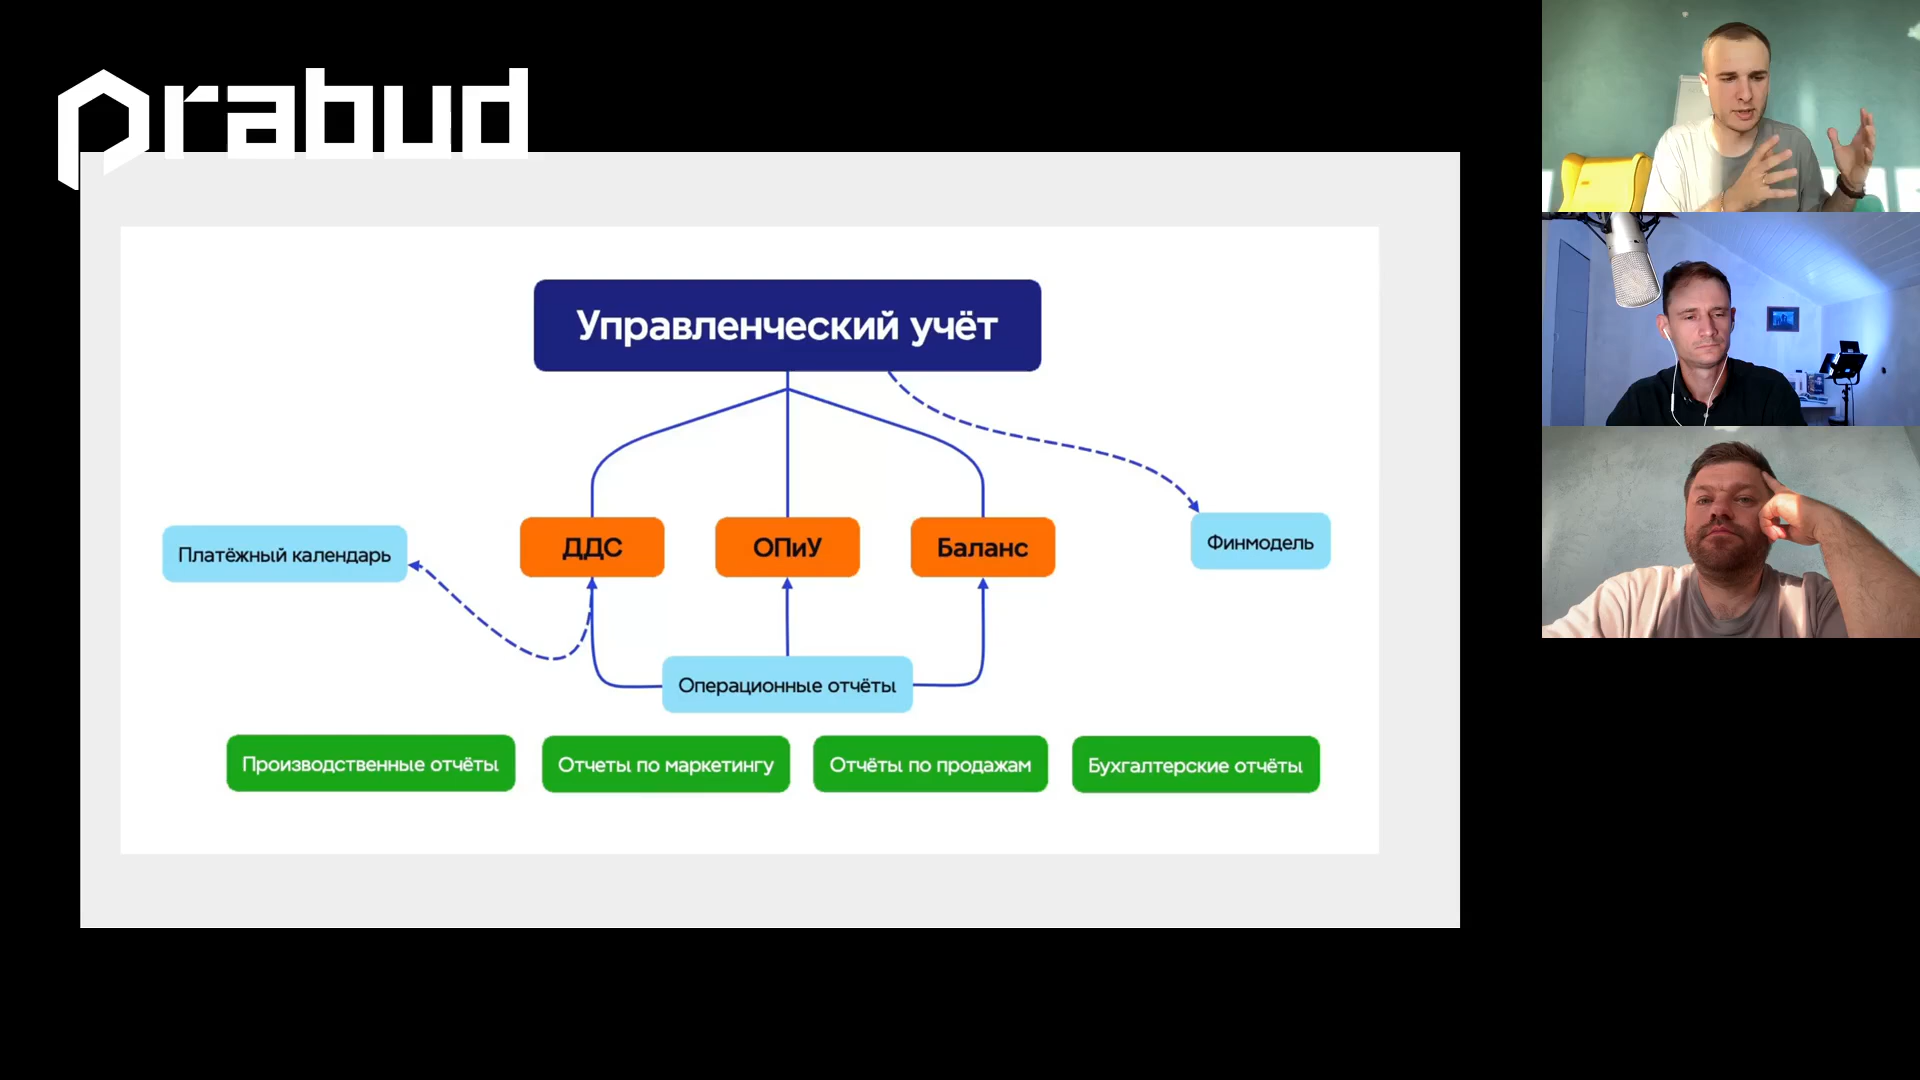 prabud
Управленческий учёт
Платёжный календарь
ДДС
ОПиУ
Баланс
Финмодель
Операционные отчёты
Производственные отчёты
Отчеты по маркетингу
Отчёты по продажам
Бухгалтерские отчёты